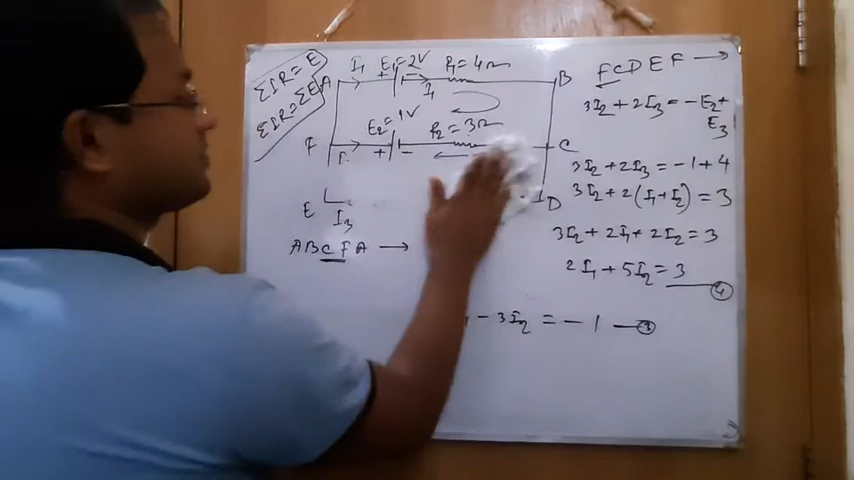 ΣIR = E
ΣIR = ΣE
A I₁ + E₁ = 2V - I₁ R₁ = 4Ω B
F + E₂ = 1V - R₂ = 3Ω C
E I₃ D
ABCFA →
- 3I₂ = - 1 — ③
FCDEF →
3I₂ + 2I₃ = - E₂ + E₃
3I₂ + 2I₃ = - 1 + 4
3I₂ + 2(I₁ + I₂) = 3
3I₂ + 2I₁ + 2I₂ = 3
2I₁ + 5I₂ = 3 — ④